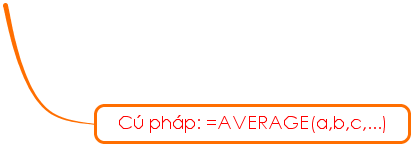 Cú pháp: =AVERAGE(a,b,c,...)